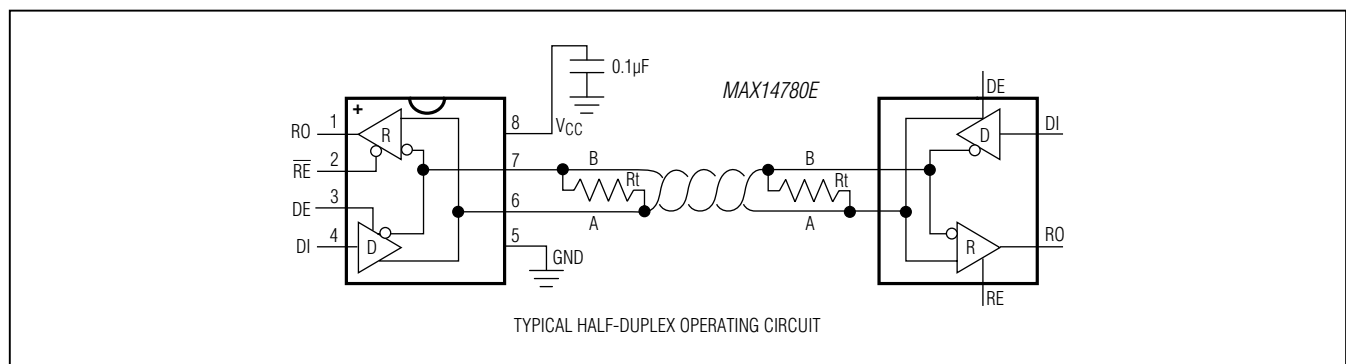 0.1µF
MAX14780E
DE
+
RO 1
R
8
VCC
D
DI
RE 2
7 B
Rt
B
Rt
DE 3
6 A
A
DI 4
D
5
GND
R
RO
RE
TYPICAL HALF-DUPLEX OPERATING CIRCUIT